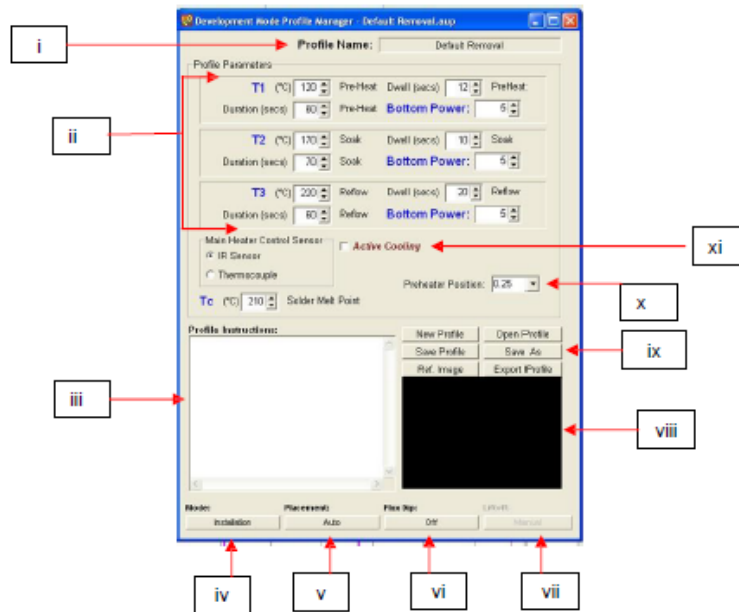 Development Mode Profile Manager - Default Removal.aup
i
Profile Name: Default Removal
Profile Parameters
T1 (°C) 120 Pre-Heat Dwell (secs) 12 PreHeat
Duration (secs) 60 Pre-Heat Bottom Power: 5
ii
T2 (°C) 170 Soak Dwell (secs) 10 Soak
Duration (secs) 70 Soak Bottom Power: 5
T3 (°C) 220 Reflow Dwell (secs) 20 Reflow
Duration (secs) 60 Reflow Bottom Power: 5
Main Heater Control Sensor
Active Cooling
xi
IR Sensor
Thermocouple
Preheater Position: 0.25
x
Tc (°C) 210 Solder Melt Point
Profile Instructions:
New Profile Open Profile
Save Profile Save As
ix
Ref. Image Export Profile
iii
viii
Mode: Placement: Flux Dip:
Installation Auto Off Manual
iv v vi vii